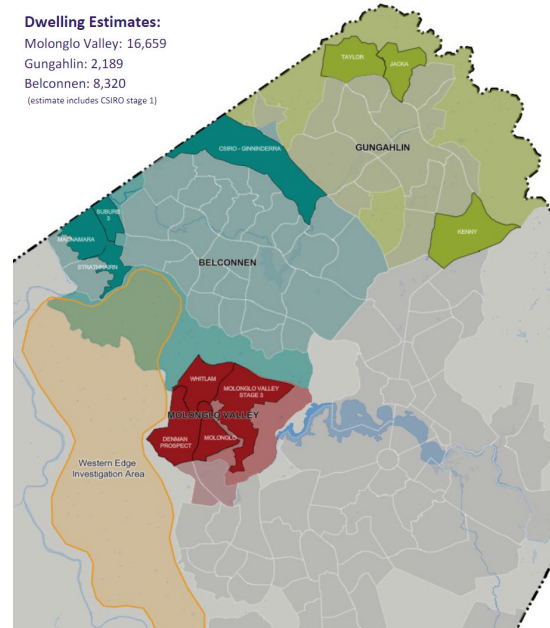 Dwelling Estimates:
Molonglo Valley: 16,659
Gungahlin: 2,189
Belconnen: 8,320
(estimate includes CSIRO stage 1)
TAYLOR
JACKA
CSIRO - GINNINDERRA
GUNGAHLIN
SUBURB
3
MACNAMARA
KENNY
STRATHNAIRN
BELCONNEN
WHITLAM
MOLONGLO VALLEY
STAGE 3
MOLONGLO VALLEY
DENMAN
PROSPECT
MOLONGLO
Western Edge
Investigation Area